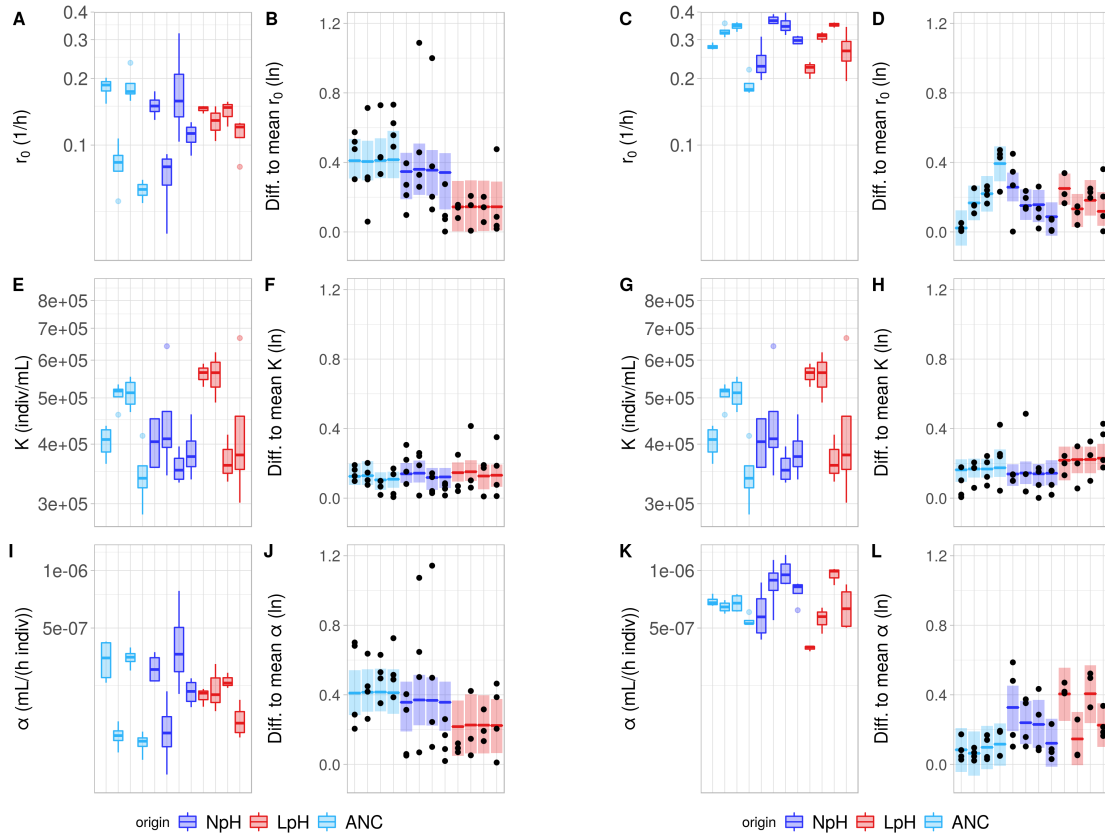 A
B
C
D
r0 (1/h)
0.4
0.3
0.2
0.1
Diff. to mean r0 (ln)
1.2
0.8
0.4
0.0
r0 (1/h)
0.4
0.3
0.2
0.1
Diff. to mean r0 (ln)
1.2
0.8
0.4
0.0
E
F
G
H
K (indiv/mL)
8e+05
7e+05
6e+05
5e+05
4e+05
3e+05
Diff. to mean K (ln)
1.2
0.8
0.4
0.0
K (indiv/mL)
8e+05
7e+05
6e+05
5e+05
4e+05
3e+05
Diff. to mean K (ln)
1.2
0.8
0.4
0.0
I
J
K
L
α (mL/(h indiv))
1e-06
5e-07
Diff. to mean α (ln)
1.2
0.8
0.4
0.0
α (mL/(h indiv))
1e-06
5e-07
Diff. to mean α (ln)
1.2
0.8
0.4
0.0
origin NpH LpH ANC
origin NpH LpH ANC